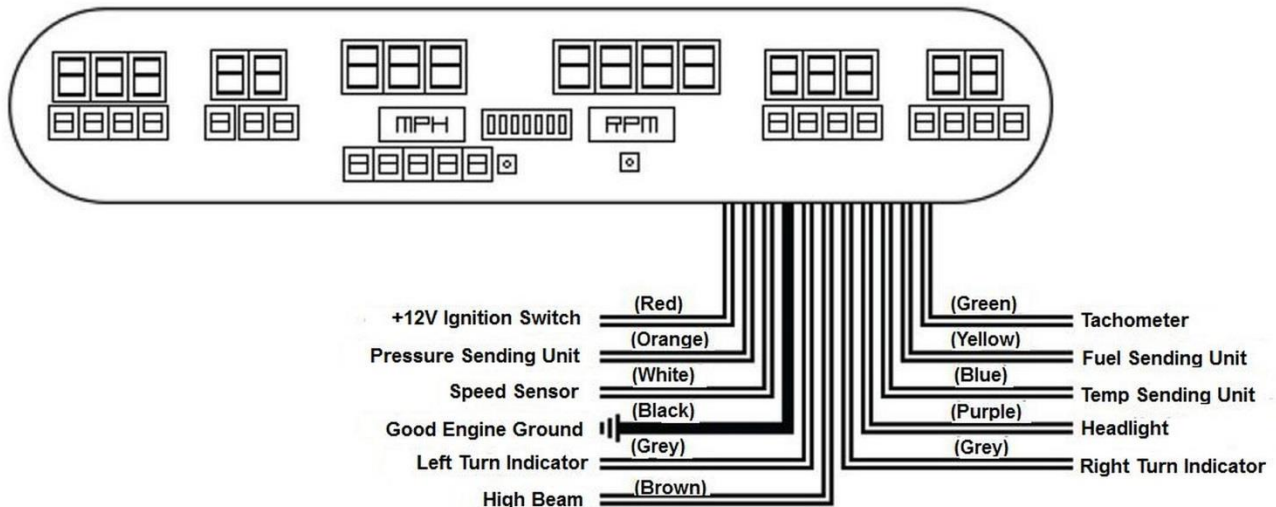 MPH RPM
(Red)
+12V Ignition Switch
(Orange)
Pressure Sending Unit
(White)
Speed Sensor
(Black)
Good Engine Ground
(Grey)
Left Turn Indicator
(Brown)
High Beam
(Green)
Tachometer
(Yellow)
Fuel Sending Unit
(Blue)
Temp Sending Unit
(Purple)
Headlight
(Grey)
Right Turn Indicator